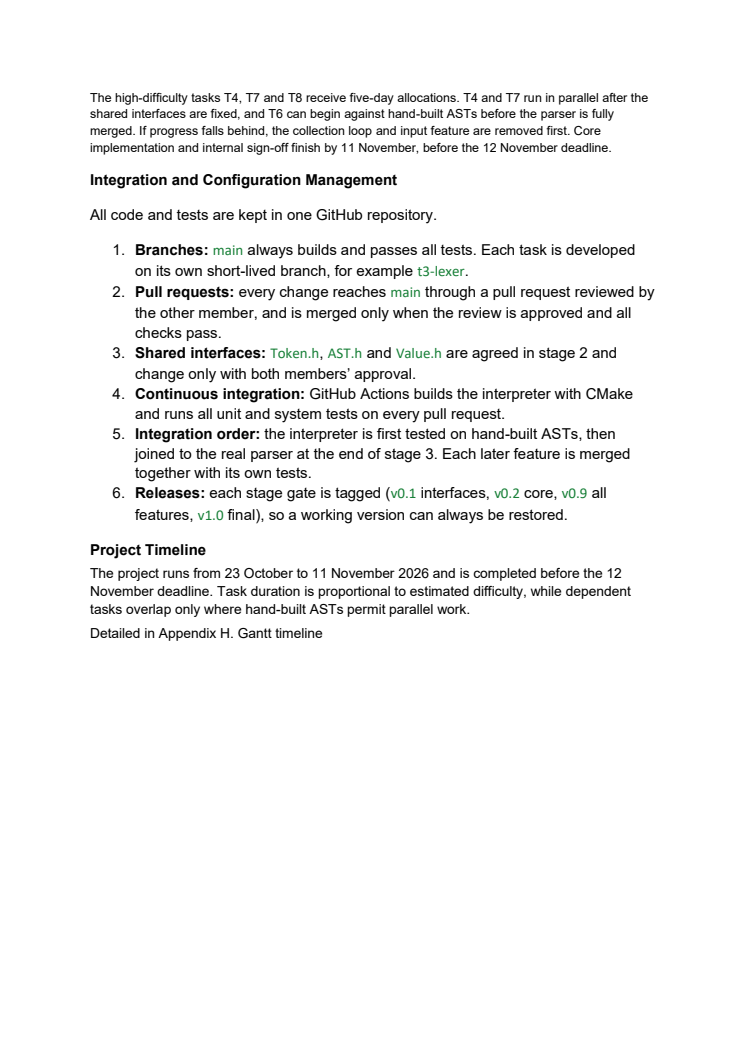 The high-difficulty tasks T4, T7 and T8 receive five-day allocations. T4 and T7 run in parallel after the
shared interfaces are fixed, and T6 can begin against hand-built ASTs before the parser is fully
merged. If progress falls behind, the collection loop and input feature are removed first. Core
implementation and internal sign-off finish by 11 November, before the 12 November deadline.
Integration and Configuration Management
All code and tests are kept in one GitHub repository.
1. Branches: main always builds and passes all tests. Each task is developed
on its own short-lived branch, for example t3-lexer.
2. Pull requests: every change reaches main through a pull request reviewed by
the other member, and is merged only when the review is approved and all
checks pass.
3. Shared interfaces: Token.h, AST.h and Value.h are agreed in stage 2 and
change only with both members’ approval.
4. Continuous integration: GitHub Actions builds the interpreter with CMake
and runs all unit and system tests on every pull request.
5. Integration order: the interpreter is first tested on hand-built ASTs, then
joined to the real parser at the end of stage 3. Each later feature is merged
together with its own tests.
6. Releases: each stage gate is tagged (v0.1 interfaces, v0.2 core, v0.9 all
features, v1.0 final), so a working version can always be restored.
Project Timeline
The project runs from 23 October to 11 November 2026 and is completed before the 12
November deadline. Task duration is proportional to estimated difficulty, while dependent
tasks overlap only where hand-built ASTs permit parallel work.
Detailed in Appendix H. Gantt timeline